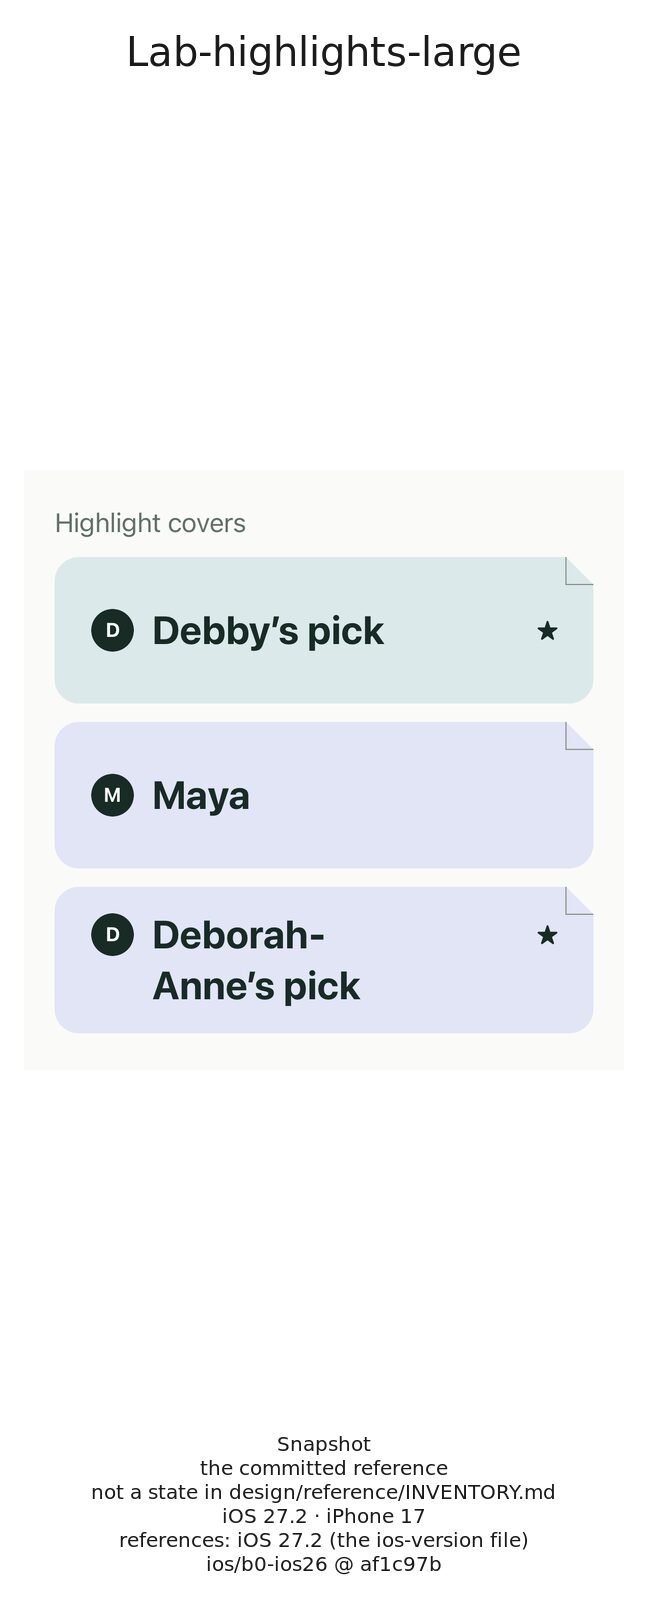 Lab-highlights-large
Highlight covers
D Debby’s pick ★
M Maya
D Deborah-
Anne’s pick ★
Snapshot
the committed reference
not a state in design/reference/INVENTORY.md
iOS 27.2 · iPhone 17
references: iOS 27.2 (the ios-version file)
ios/b0-ios26 @ af1c97b